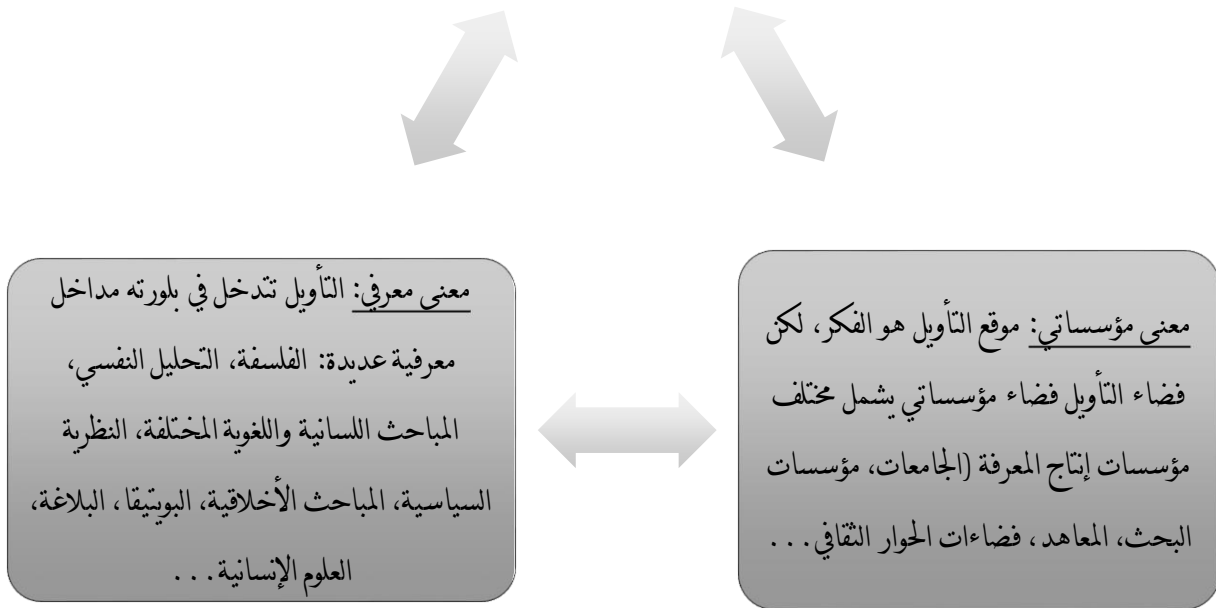 معنى مؤسساتي: موقع التأويل هو الفكر، لكن
فضاء التأويل فضاء مؤسساتي يشمل مختلف
مؤسسات إنتاج المعرفة (الجامعات، مؤسسات
البحث، المعاهد، فضاءات الحوار الثقافي...
معنى معرفي: التأويل تتدخل في بلورته مداخل
معرفية عديدة: الفلسفة، التحليل النفسي،
المباحث اللسانية واللغوية المختلفة، النظرية
السياسية، المباحث الأخلاقية، البويتيقا، البلاغة،
العلوم الإنسانية...